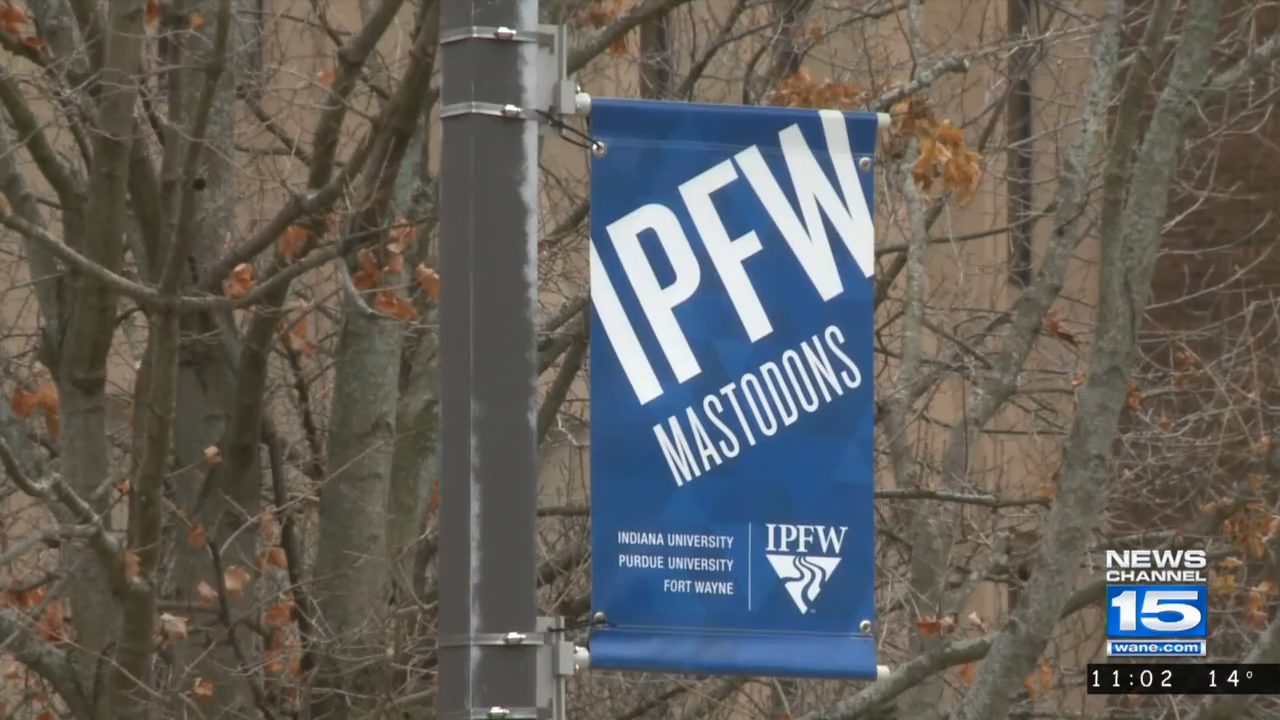 IPFW
MASTODONS
INDIANA UNIVERSITY
PURDUE UNIVERSITY
FORT WAYNE
IPFW
NEWS
CHANNEL
15
wane.com
11:02 14°